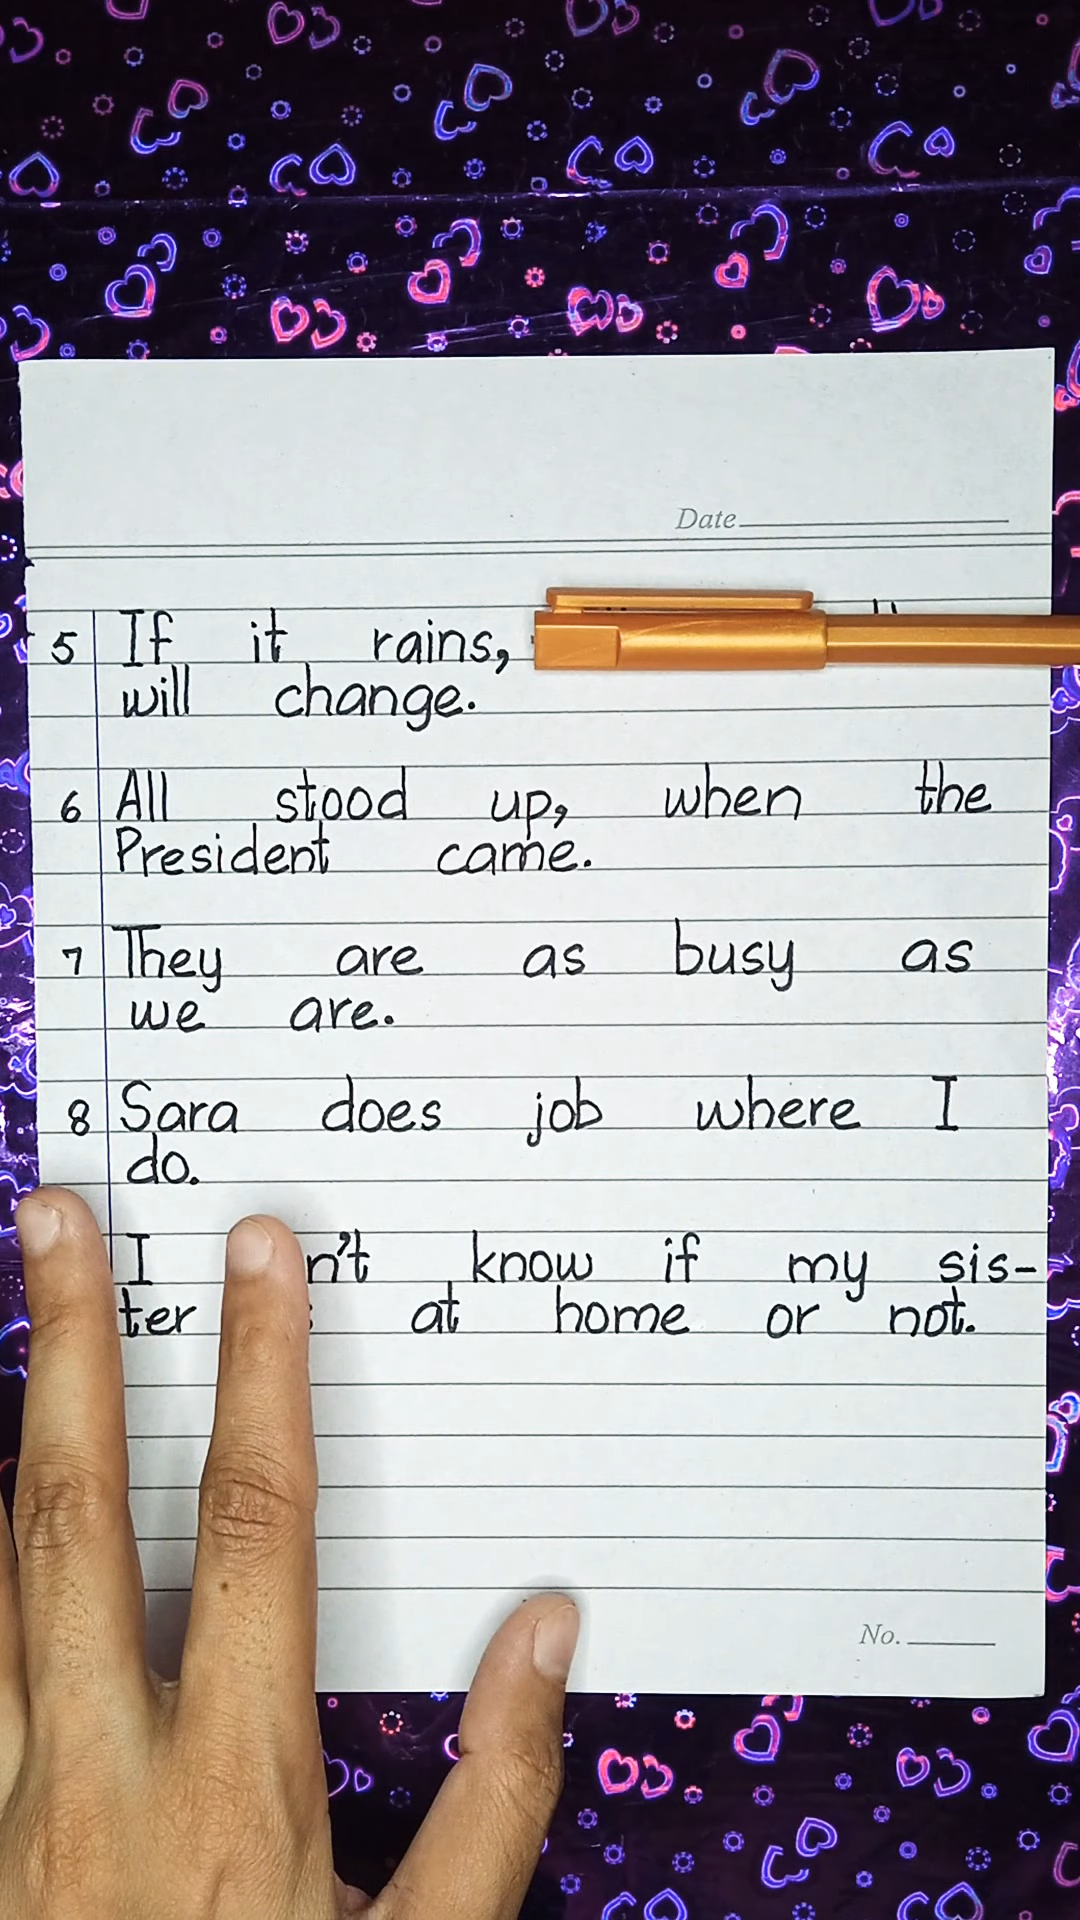 Date
5 If it rains,
will change.
6 All stood up, when the
President came.
7 They are as busy as
we are.
8 Sara does job where I
do.
I n't know if my sis-
ter at home or not.
No.